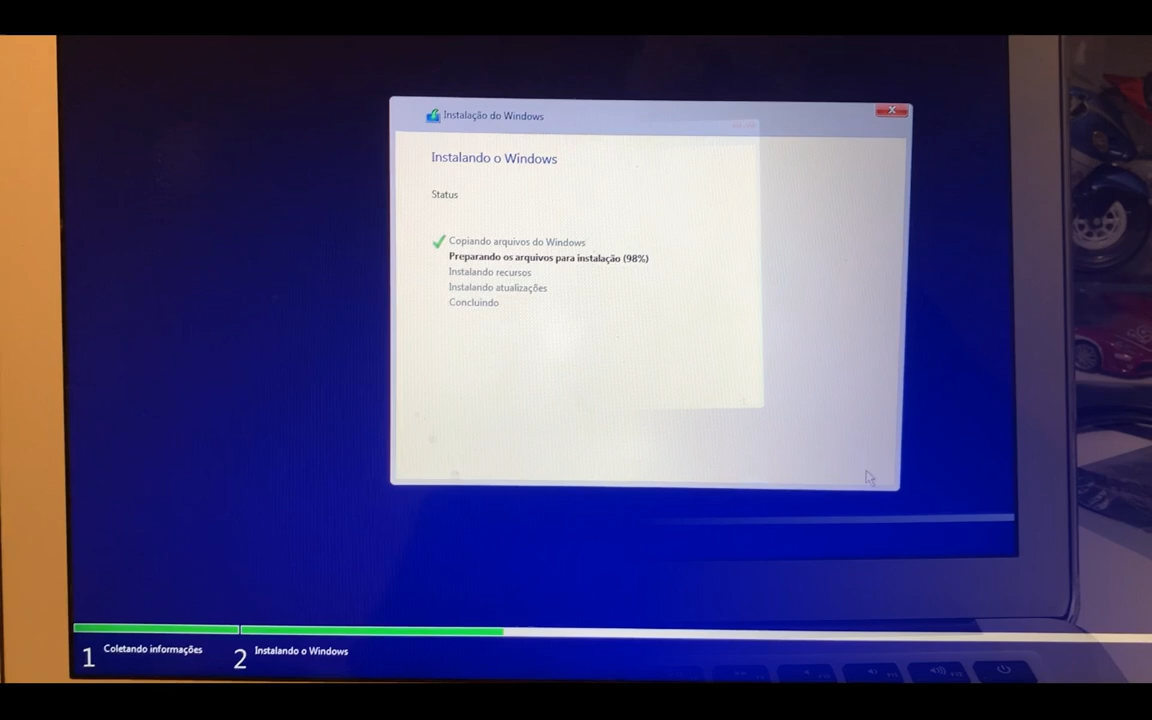 Instalação do Windows
Instalando o Windows
Status
Copiando arquivos do Windows
Preparando os arquivos para instalação (98%)
Instalando recursos
Instalando atualizações
Concluindo
1 Coletando informações
2 Instalando o Windows